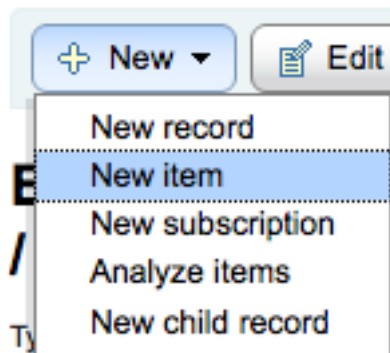 New Edit
New record
New item
New subscription
Analyze items
New child record